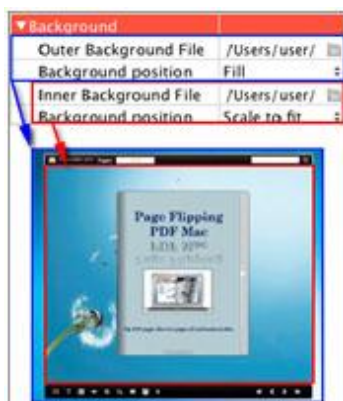 Background
Outer Background File /Users/user/
Background position Fill
Inner Background File /Users/user/
Background position Scale to fit
Page Flipping
PDF Mac